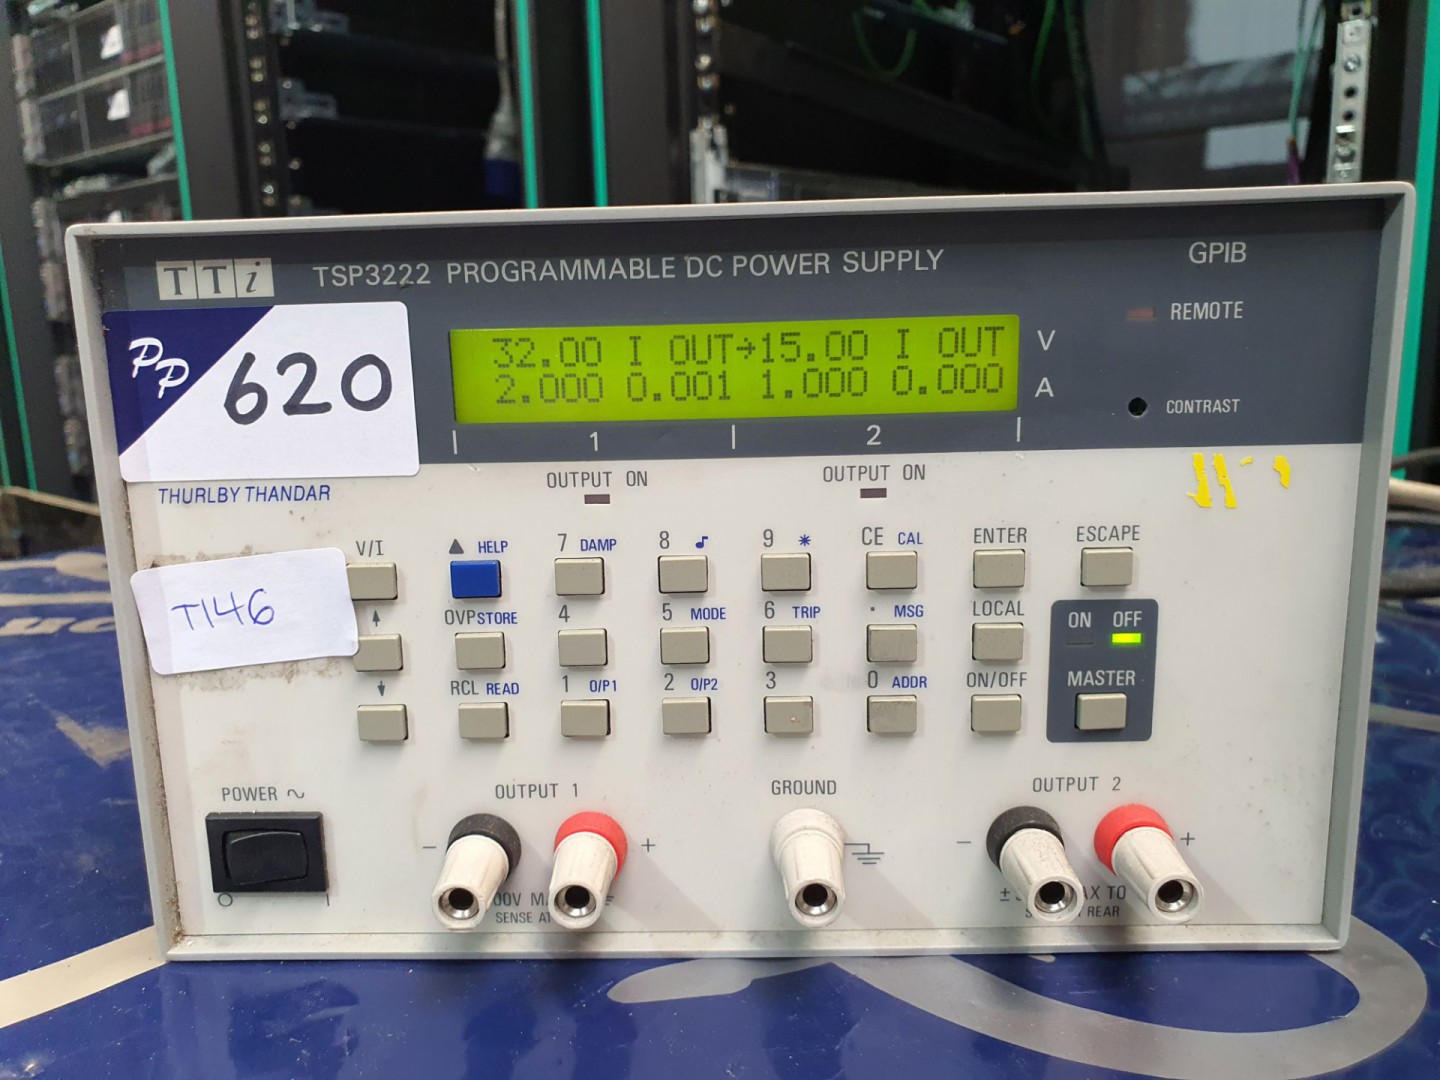 TTi TSP3222 PROGRAMMABLE DC POWER SUPPLY GPIB
REMOTE
PP 620
32.00 I OUT→15.00 I OUT V
2.000 0.001 1.000 0.000 A
CONTRAST
1 2
THURLBY THANDAR
OUTPUT ON OUTPUT ON
V/I ▲ HELP 7 DAMP 8 ♪ 9 * CE CAL ENTER ESCAPE
T146
↑ OVP STORE 4 5 MODE 6 TRIP . MSG LOCAL ON OFF
↓ RCL READ 1 O/P1 2 O/P2 3 0 ADDR ON/OFF MASTER
POWER ~ OUTPUT 1 GROUND OUTPUT 2
- + - +
O I
SENSE REAR